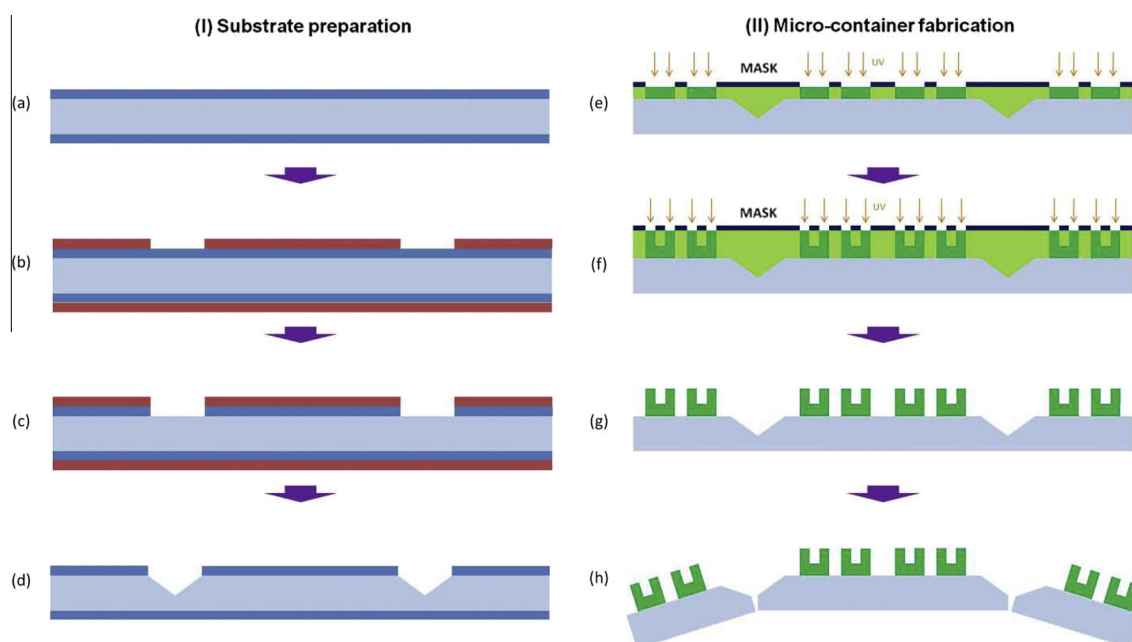 (I) Substrate preparation
(a)
(b)
(c)
(d)
(II) Micro-container fabrication
(e)
MASK
UV
(f)
MASK
UV
(g)
(h)